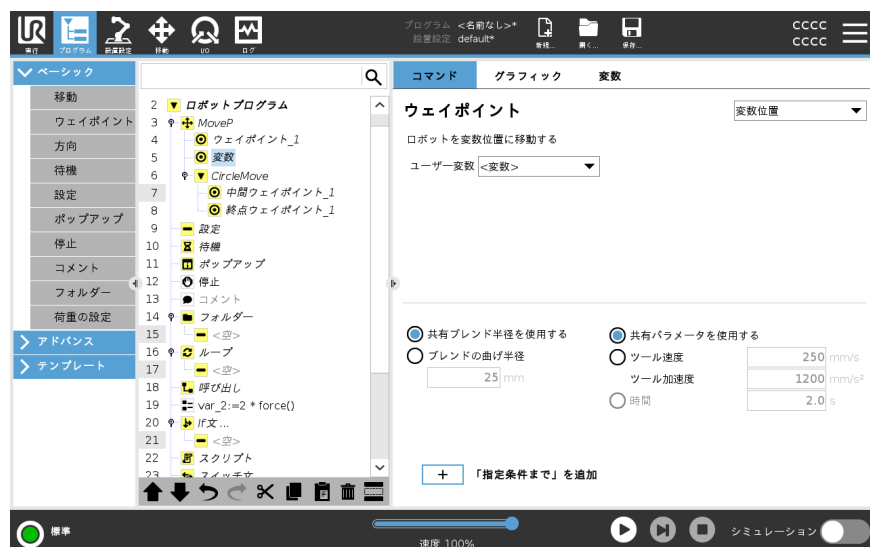 UR
実行
プログラム
設置設定
移動
I/O
ログ
プログラム <名前なし>*
設置設定 default*
新規...
開く...
保存...
cccc
cccc
ベーシック
移動
ウェイポイント
方向
待機
設定
ポップアップ
停止
コメント
フォルダー
荷重の設定
アドバンス
テンプレート
2 ロボットプログラム
3 MoveP
4 ウェイポイント_1
5 変数
6 CircleMove
7 中間ウェイポイント_1
8 終点ウェイポイント_1
9 設定
10 待機
11 ポップアップ
12 停止
13 コメント
14 フォルダー
15 <空>
16 ループ
17 <空>
18 呼び出し
19 var_2:=2 * force()
20 If文...
21 <空>
22 スクリプト
23 スイッチ文
コマンド グラフィック 変数
ウェイポイント
変数位置
ロボットを変数位置に移動する
ユーザー変数 <変数>
共有ブレンド半径を使用する
ブレンドの曲げ半径
25 mm
共有パラメータを使用する
ツール速度 250 mm/s
ツール加速度 1200 mm/s²
時間 2.0 s
+ 「指定条件まで」を追加
標準
速度 100%
シミュレーション